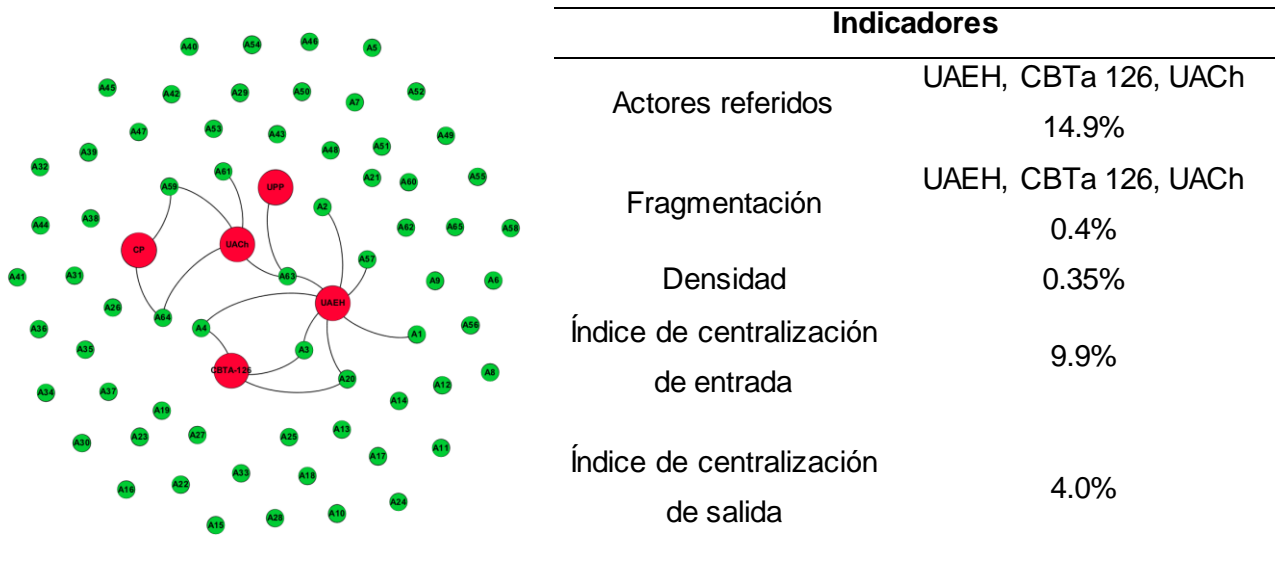 A40
A54
A46
A5
A45
A42
A29
A50
A7
A52
A47
A53
A43
A48
A51
A49
A32
A39
A59
A61
UPP
A21
A60
A55
A2
A44
A38
CP
UACh
A62
A65
A58
A57
A41
A31
A63
A9
A6
A26
UAEH
A36
A64
A4
A1
A56
A35
A3
CBTA-126
A20
A8
A34
A37
A12
A19
A14
A30
A23
A27
A25
A13
A11
A17
A16
A22
A33
A18
A24
A15
A28
A10
Indicadores
Actores referidos
UAEH, CBTa 126, UACh
14.9%
Fragmentación
UAEH, CBTa 126, UACh
0.4%
Densidad
0.35%
Índice de centralización
de entrada
9.9%
Índice de centralización
de salida
4.0%